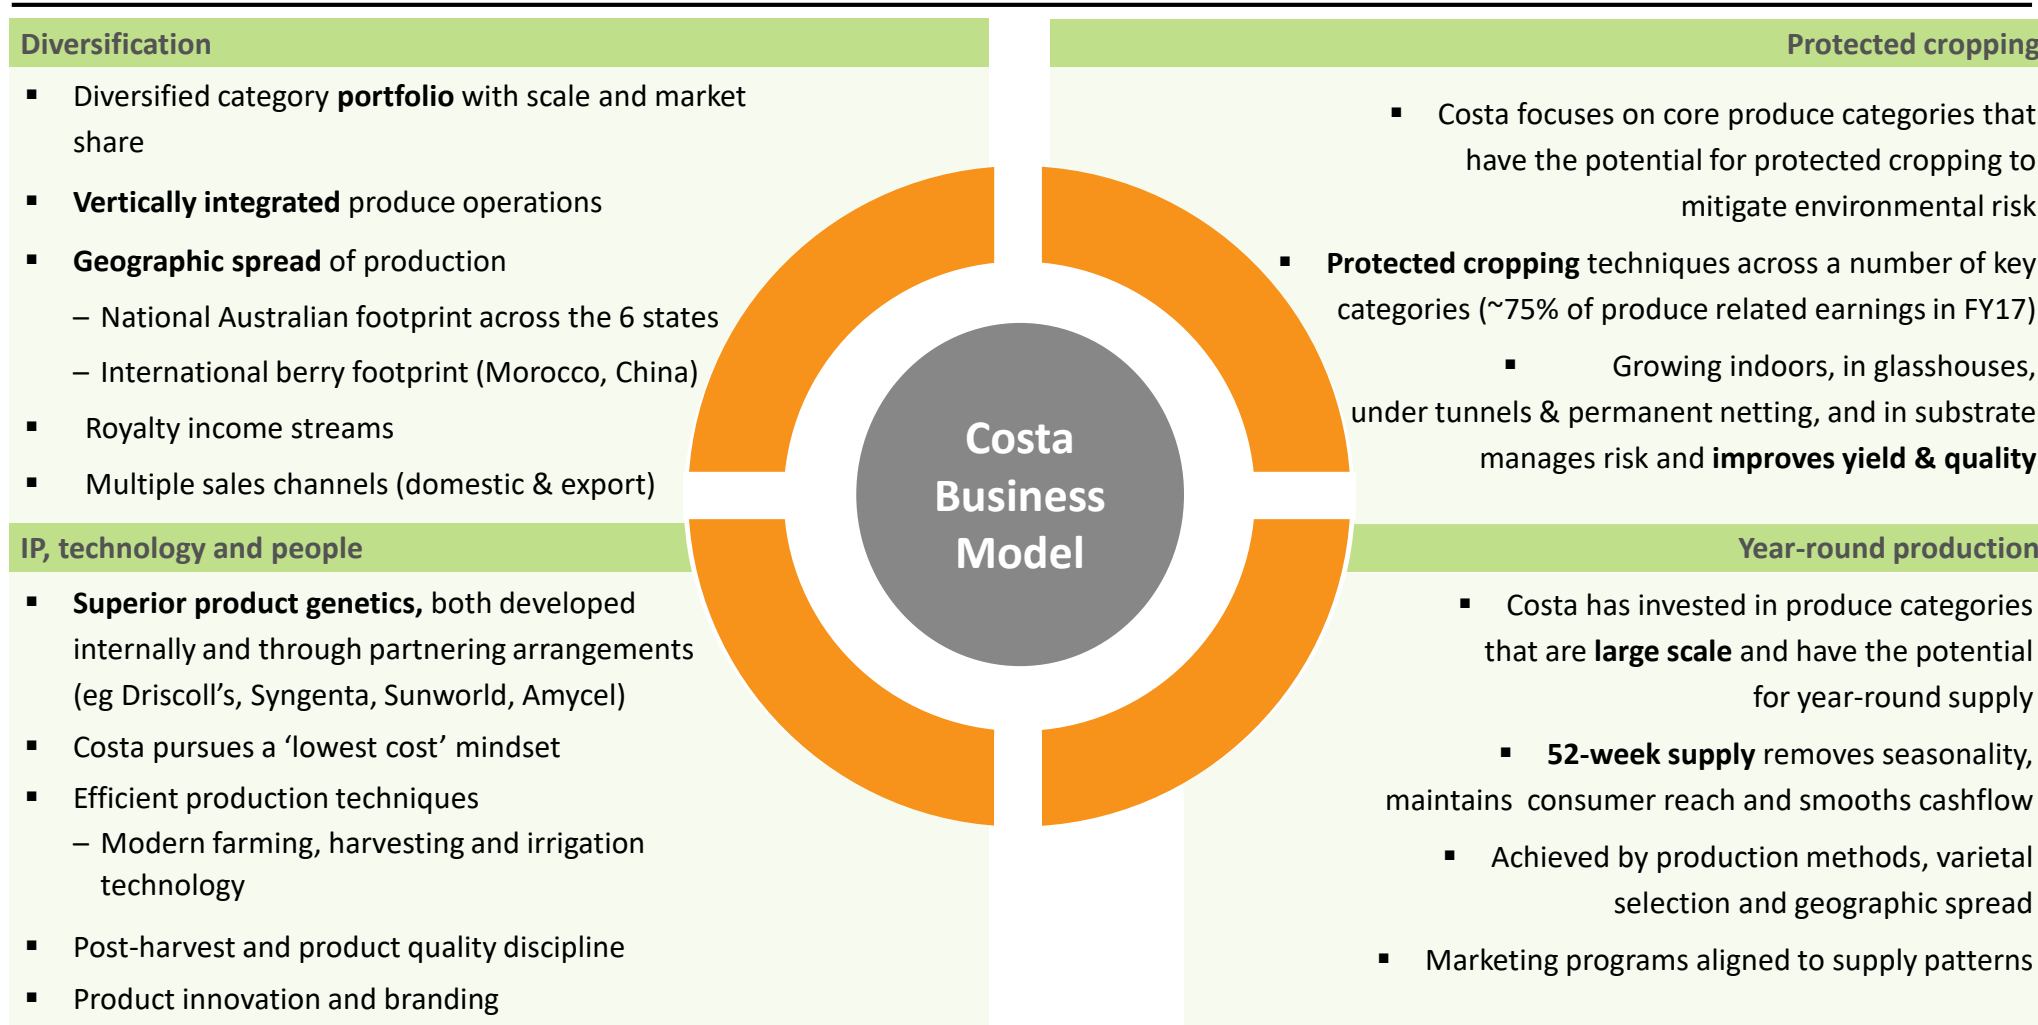 Diversification
▪ Diversified category portfolio with scale and market
share
▪ Vertically integrated produce operations
▪ Geographic spread of production
– National Australian footprint across the 6 states
– International berry footprint (Morocco, China)
▪ Royalty income streams
▪ Multiple sales channels (domestic & export)
Protected cropping
▪ Costa focuses on core produce categories that
have the potential for protected cropping to
mitigate environmental risk
▪ Protected cropping techniques across a number of key
categories (~75% of produce related earnings in FY17)
▪ Growing indoors, in glasshouses,
under tunnels & permanent netting, and in substrate
manages risk and improves yield & quality
Costa
Business
Model
IP, technology and people
▪ Superior product genetics, both developed
internally and through partnering arrangements
(eg Driscoll’s, Syngenta, Sunworld, Amycel)
▪ Costa pursues a ‘lowest cost’ mindset
▪ Efficient production techniques
– Modern farming, harvesting and irrigation
technology
▪ Post-harvest and product quality discipline
▪ Product innovation and branding
Year-round production
▪ Costa has invested in produce categories
that are large scale and have the potential
for year-round supply
▪ 52-week supply removes seasonality,
maintains  consumer reach and smooths cashflow
▪ Achieved by production methods, varietal
selection and geographic spread
▪ Marketing programs aligned to supply patterns